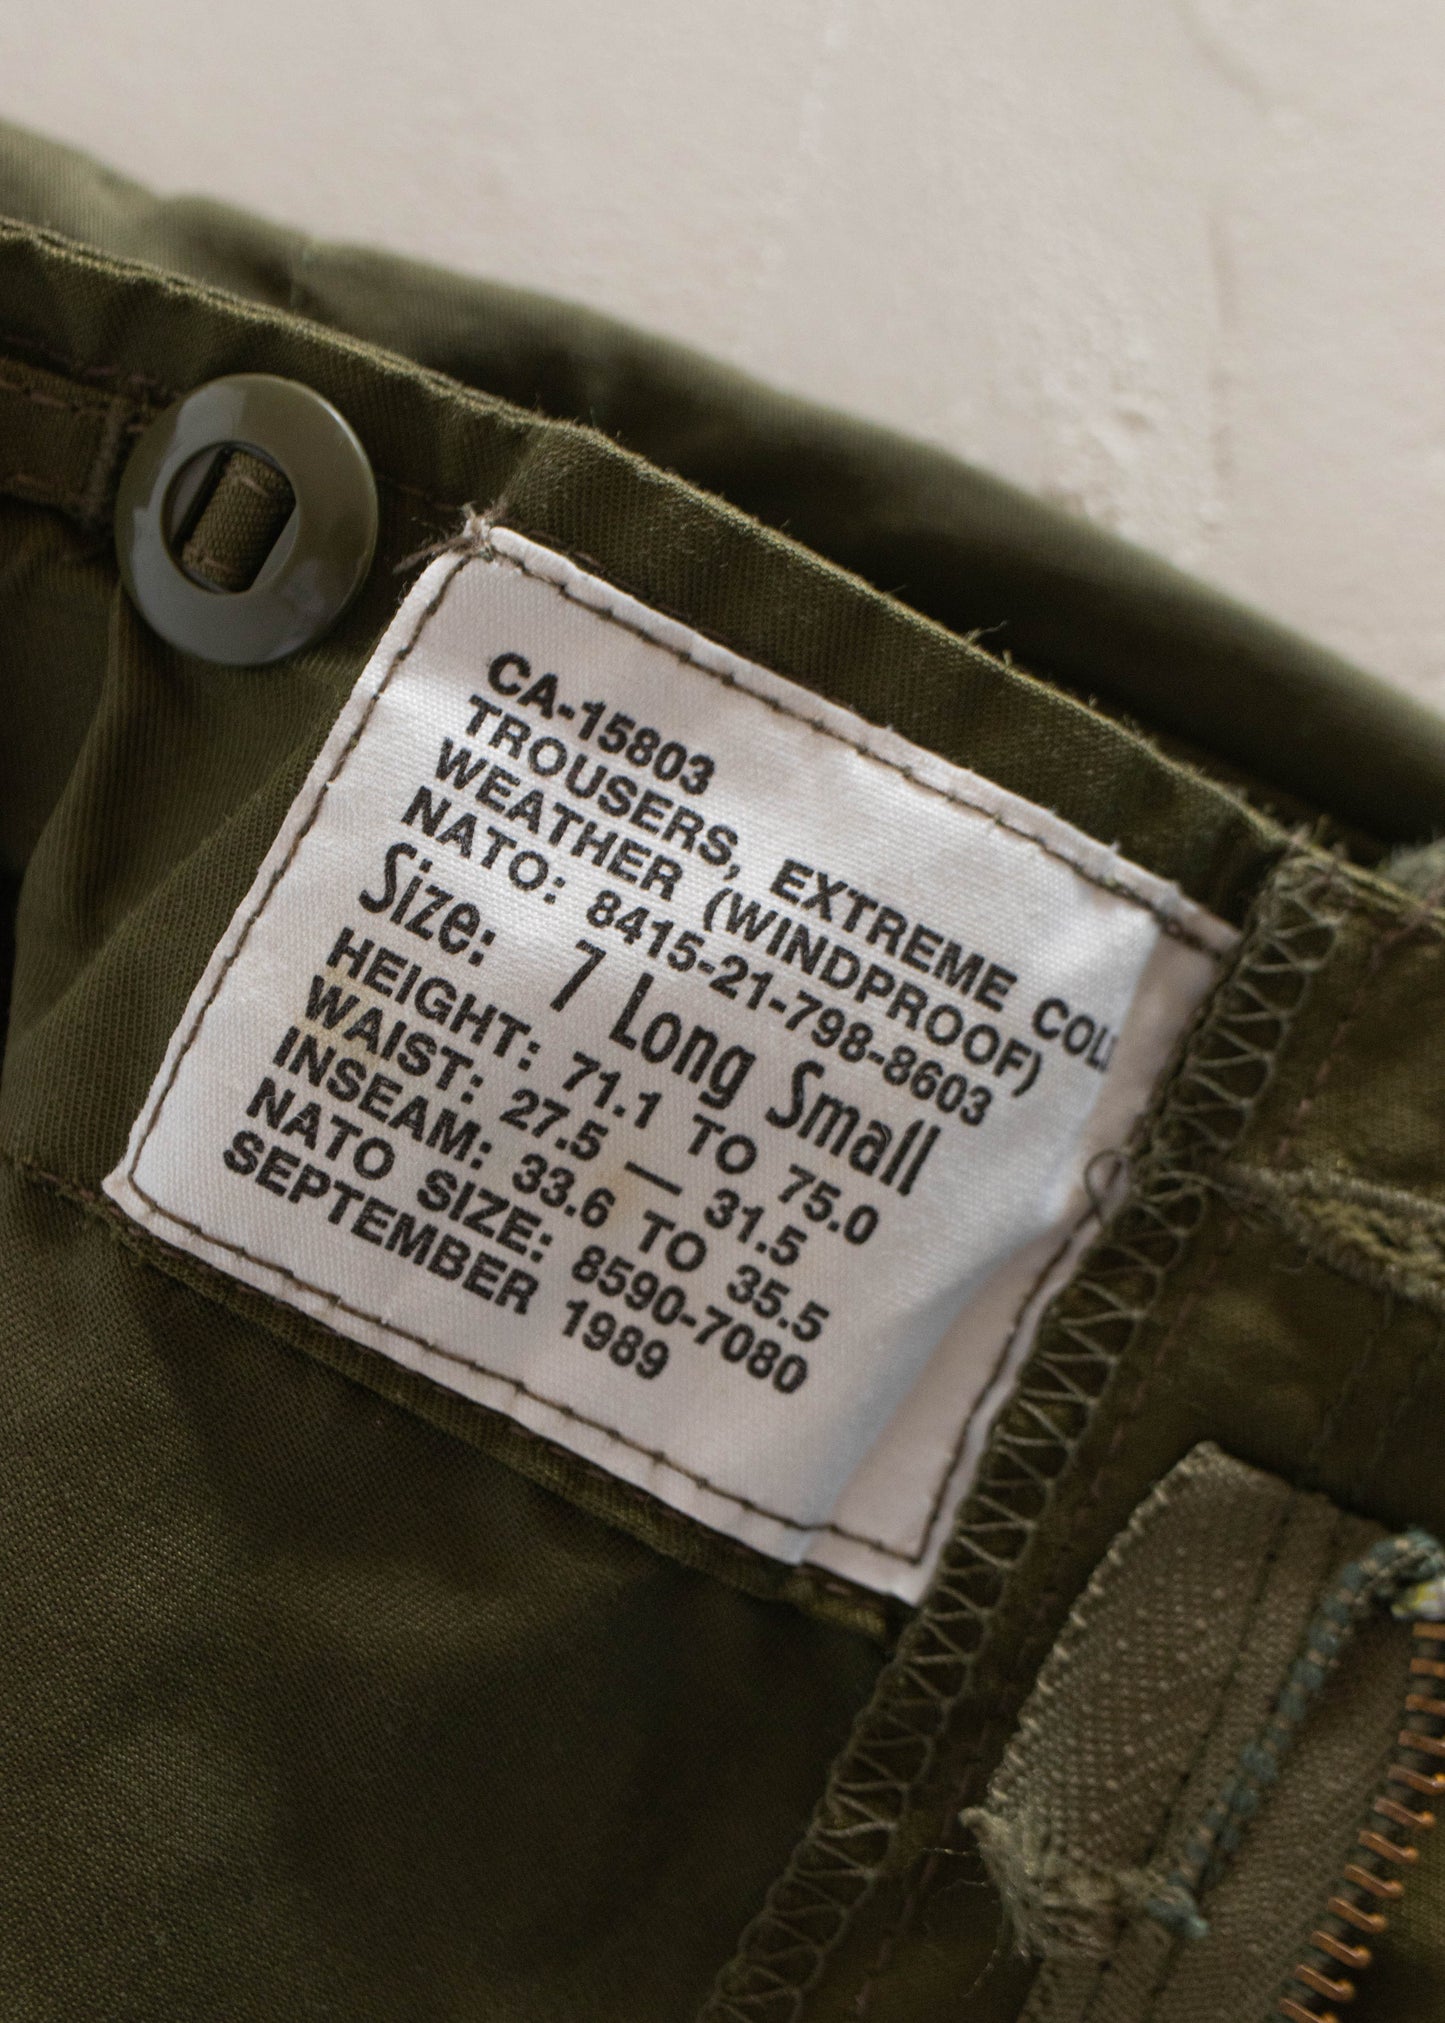 CA-15803
TROUSERS, EXTREME COL
WEATHER (WINDPROOF)
NATO: 8415-21-798-8603
Size: 7 Long Small
HEIGHT: 71.1 TO 75.0
WAIST: 27.5 — 31.5
INSEAM: 33.6 TO 35.5
NATO SIZE: 8590-7080
SEPTEMBER 1989